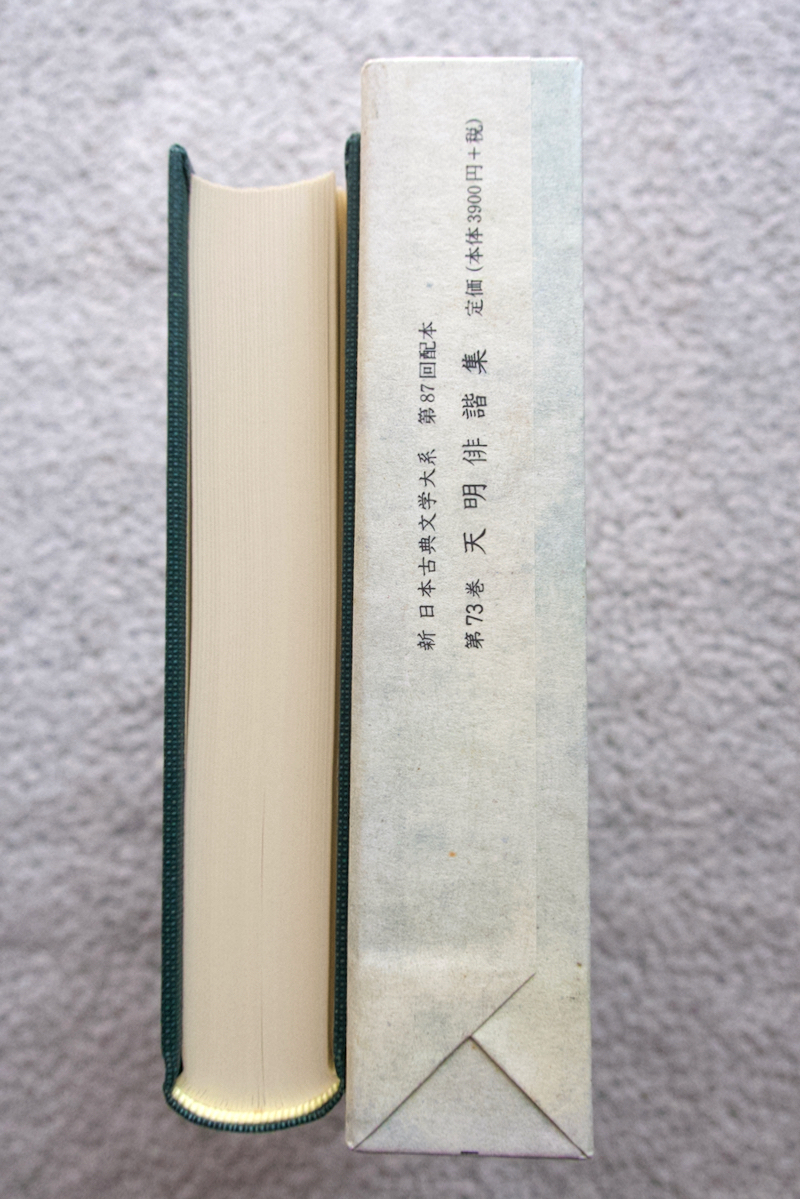 新 日本古典文学大系 第87回配本
第73巻 天明俳諧集 定価(本体3900円+税)